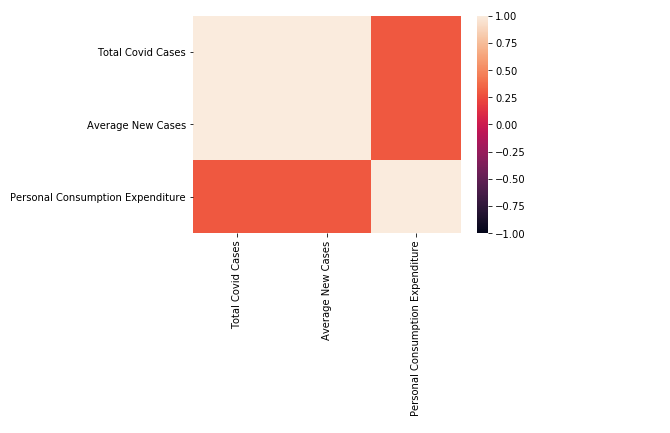 Total Covid Cases
Average New Cases
Personal Consumption Expenditure
Total Covid Cases
Average New Cases
Personal Consumption Expenditure
1.00
0.75
0.50
0.25
0.00
−0.25
−0.50
−0.75
−1.00